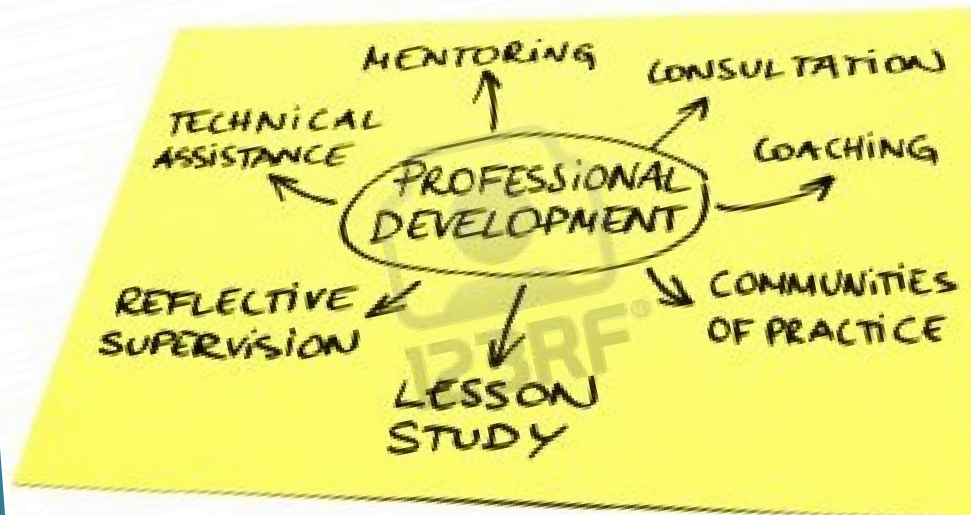 MENTORING
CONSULTATION
TECHNICAL
ASSISTANCE
COACHING
PROFESSIONAL
DEVELOPMENT
REFLECTIVE
SUPERVISION
COMMUNITIES
OF PRACTICE
LESSON
STUDY
123RF®